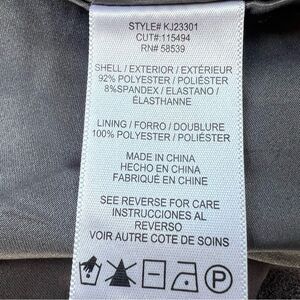 STYLE# KJ23301
CUT#:115494
RN# 58539
SHELL / EXTERIOR / EXTÉRIEUR
92% POLYESTER / POLIÉSTER
8%SPANDEX / ELASTANO /
ÉLASTHANNE
LINING / FORRO / DOUBLURE
100% POLYESTER / POLIÉSTER
MADE IN CHINA
HECHO EN CHINA
FABRIQUÉ EN CHINE
SEE REVERSE FOR CARE
INSTRUCCIONES AL
REVERSO
VOIR AUTRE COTE DE SOINS
P